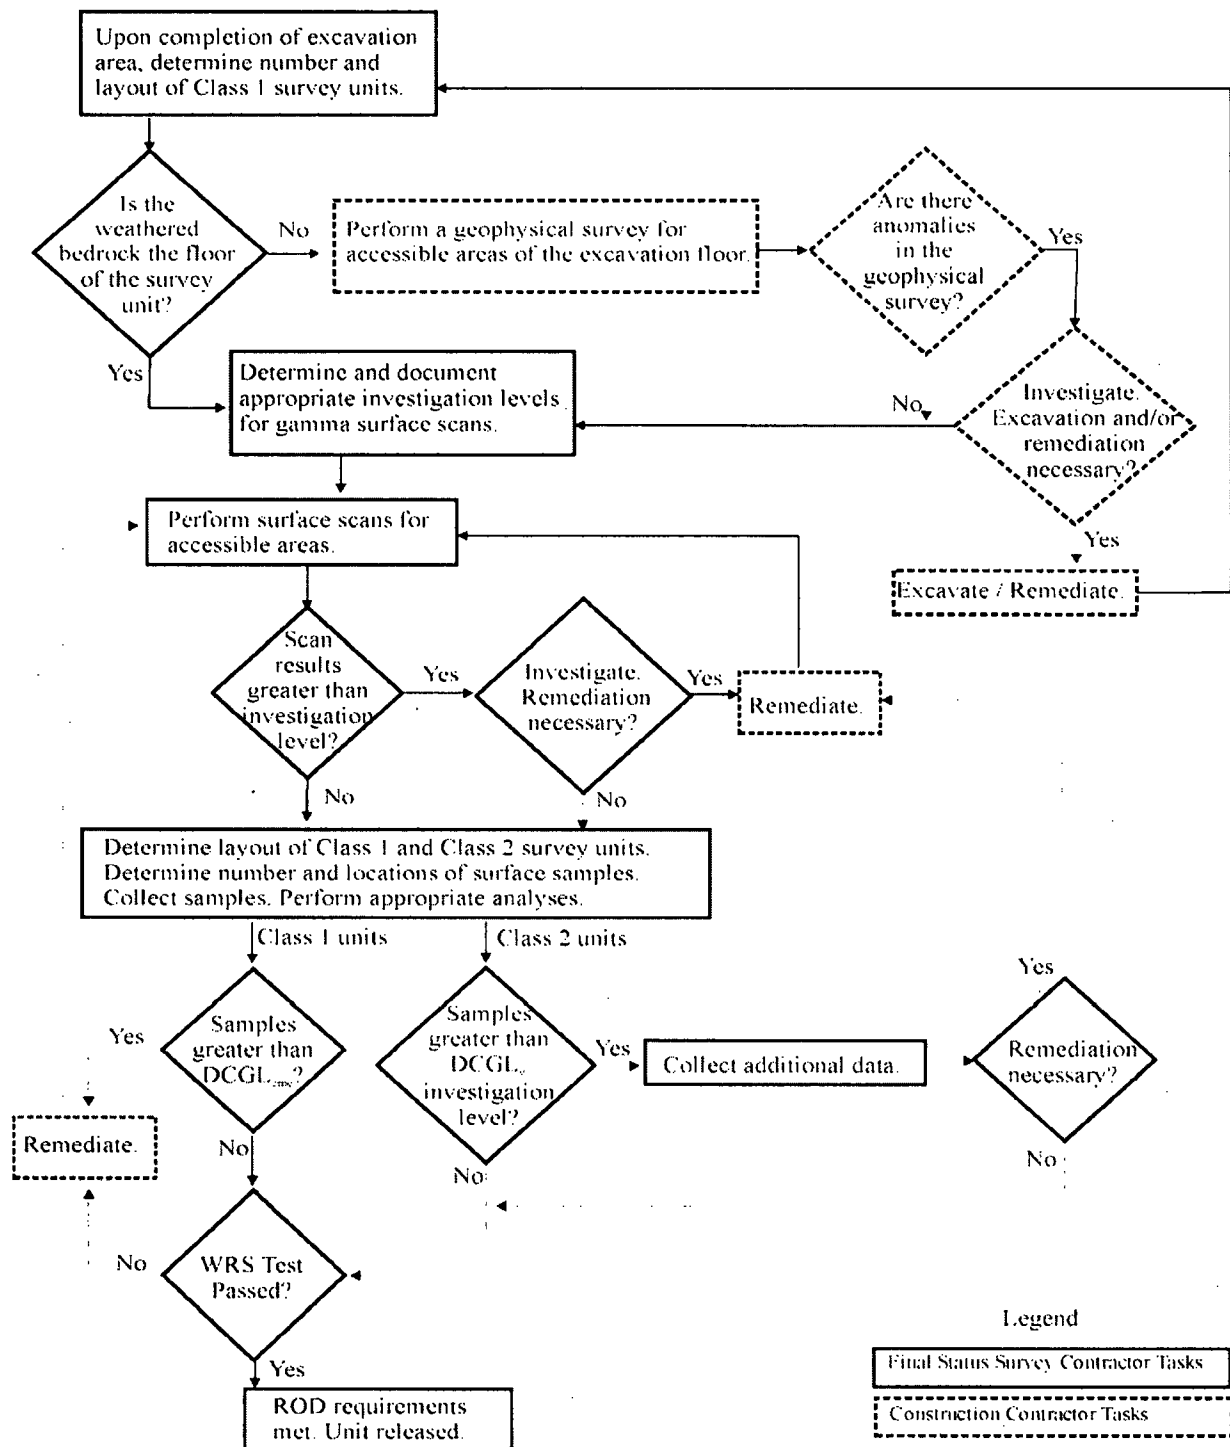 Upon completion of excavation
area, determine number and
layout of Class 1 survey units.
Is the
weathered
bedrock the floor
of the survey
unit?
No
Perform a geophysical survey for
accessible areas of the excavation floor.
Are there
anomalies
in the
geophysical
survey?
Yes
Yes
Determine and document
appropriate investigation levels
for gamma surface scans.
No
Investigate.
Excavation and/or
remediation
necessary?
Yes
Perform surface scans for
accessible areas.
Excavate / Remediate.
Scan
results
greater than
investigation
level?
Yes
Investigate.
Remediation
necessary?
Yes
Remediate.
No
No
Determine layout of Class 1 and Class 2 survey units.
Determine number and locations of surface samples.
Collect samples. Perform appropriate analyses.
Class 1 units
Class 2 units
Yes
Samples
greater than
DCGLemc?
Samples
greater than
DCGL
investigation
level?
Yes
Collect additional data.
Yes
Remediation
necessary?
Remediate.
No
No
No
No
WRS Test
Passed?
Yes
ROD requirements
met. Unit released.
Legend
Final Status Survey Contractor Tasks
Construction Contractor Tasks